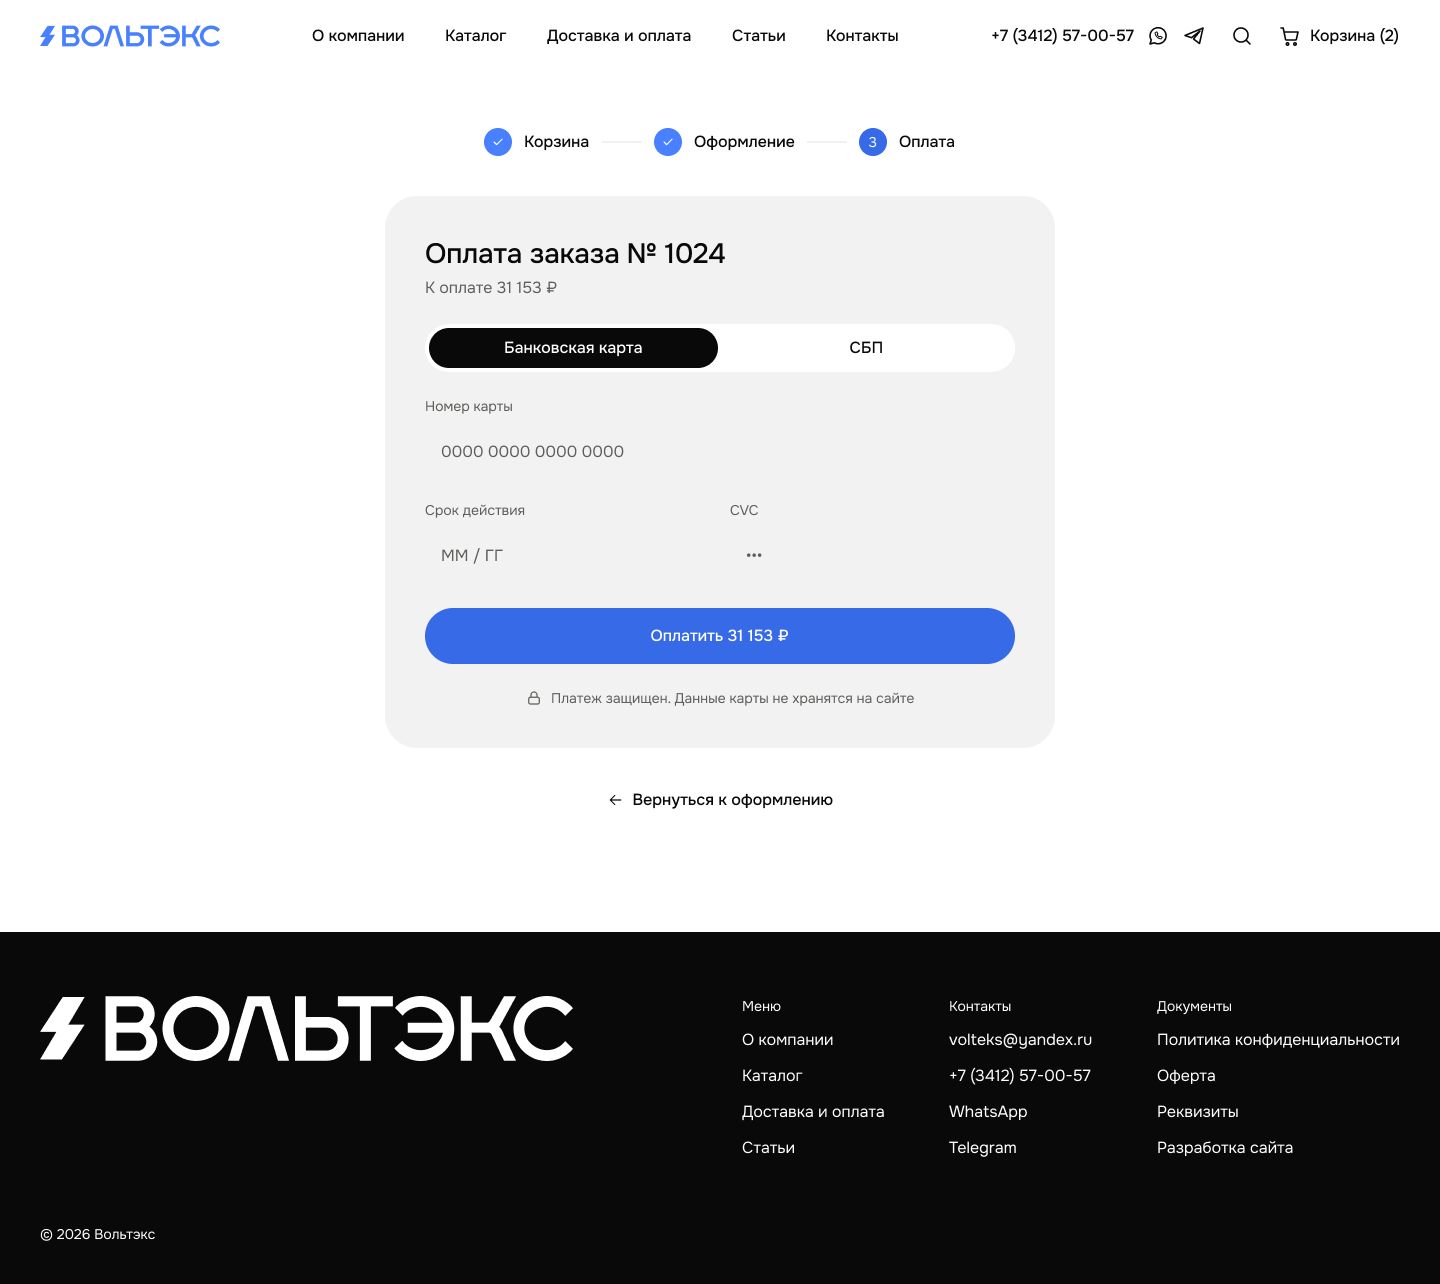 ВОЛЬТЭКС
О компании
Каталог
Доставка и оплата
Статьи
Контакты
+7 (3412) 57-00-57
Корзина (2)
Корзина
Оформление
3 Оплата
Оплата заказа № 1024
К оплате 31 153 ₽
Банковская карта
СБП
Номер карты
0000 0000 0000 0000
Срок действия
CVC
ММ / ГГ
•••
Оплатить 31 153 ₽
Платеж защищен. Данные карты не хранятся на сайте
← Вернуться к оформлению
ВОЛЬТЭКС
Меню
О компании
Каталог
Доставка и оплата
Статьи
Контакты
volteks@yandex.ru
+7 (3412) 57-00-57
WhatsApp
Telegram
Документы
Политика конфиденциальности
Оферта
Реквизиты
Разработка сайта
© 2026 Вольтэкс